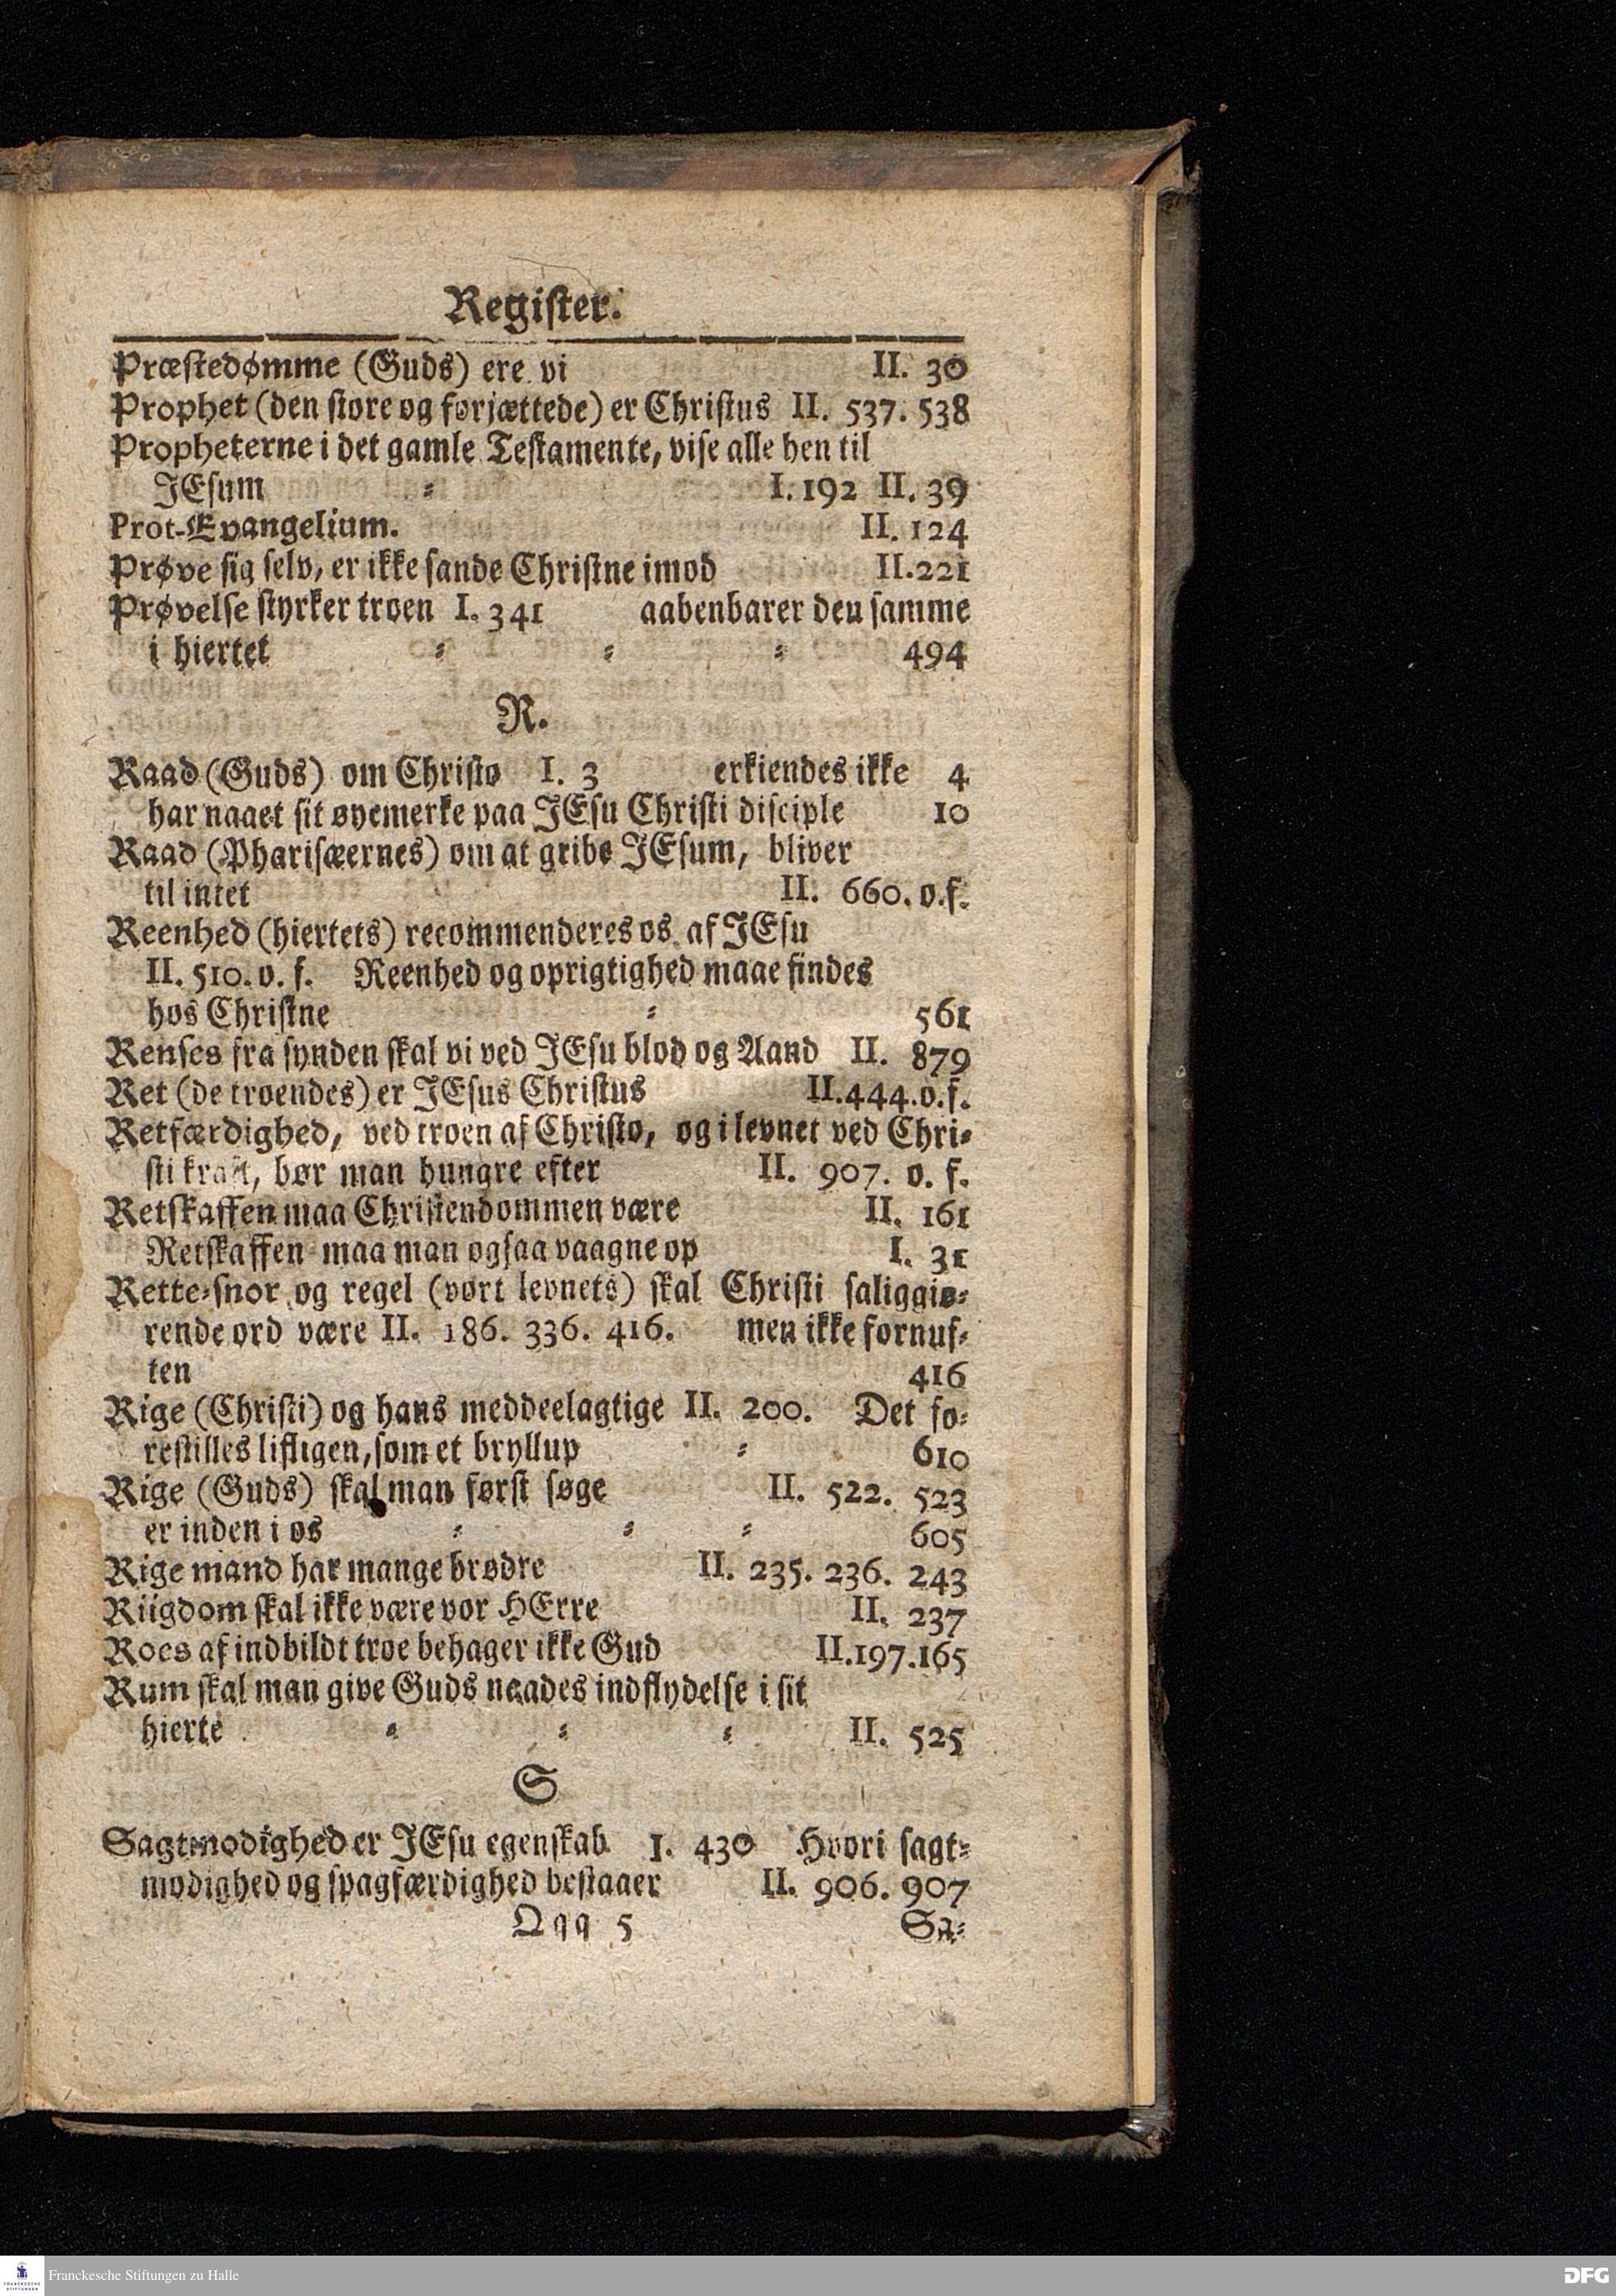 Register.
Præstedømme (Guds) ere vi II. 30
Prophet (den store og forjættede) er Christus II. 537. 538
Propheterne i det gamle Testamente, vise alle hen til
JEsum ⸗ I. 192 II. 39
Prot-Evangelium. II. 124
Prøve sig selv, er ikke sande Christne imod II. 221
Prøvelse styrker troen I. 341 aabenbarer deu samme
i hiertet ⸗ ⸗ ⸗ 494
R.
Raad (Guds) om Christo I. 3 erkiendes ikke 4
har naaet sit øyemerke paa JEsu Christi disciple 10
Raad (Pharisæernes) om at gribe JEsum, bliver
til intet II. 660. o.f.
Reenhed (hiertets) recommenderes os af JEsu
II. 510. o. f. Reenhed og oprigtighed maae findes
hos Christne ⸗ 561
Renses fra synden skal vi ved JEsu blod og Aand II. 879
Ret (de troendes) er JEsus Christus II. 444. o. f.
Retfærdighed, ved troen af Christo, og i levnet ved Chri⸗
sti kraft, bør man hungre efter II. 907. o. f.
Retskaffen maa Christendommen være II. 161
Retskaffen maa man ogsaa vaagne op I. 31
Rette⸗snor og regel (vort levnets) skal Christi saliggiø⸗
rende ord være II. 186. 336. 416. men ikke fornuf⸗
ten 416
Rige (Christi) og hans meddeelagtige II. 200. Det fo⸗
restilles lifligen, som et bryllup ⸗ 610
Rige (Guds) skal man først søge II. 522. 523
er inden i os ⸗ ⸗ ⸗ 605
Rige mand har mange brødre II. 235. 236. 243
Riigdom skal ikke være vor HErre II. 237
Roes af indbildt troe behager ikke Gud II. 197. 165
Rum skal man give Guds naades indflydelse i sit
hierte ⸗ ⸗ ⸗ II. 525
S
Sagtmodighed er JEsu egenskab I. 430 Hvori sagt⸗
modighed og spagfærdighed bestaaer II. 906. 907
Qqq 5 Sa⸗
FRANCKESCHE STIFTUNGEN
Franckesche Stiftungen zu Halle
DFG